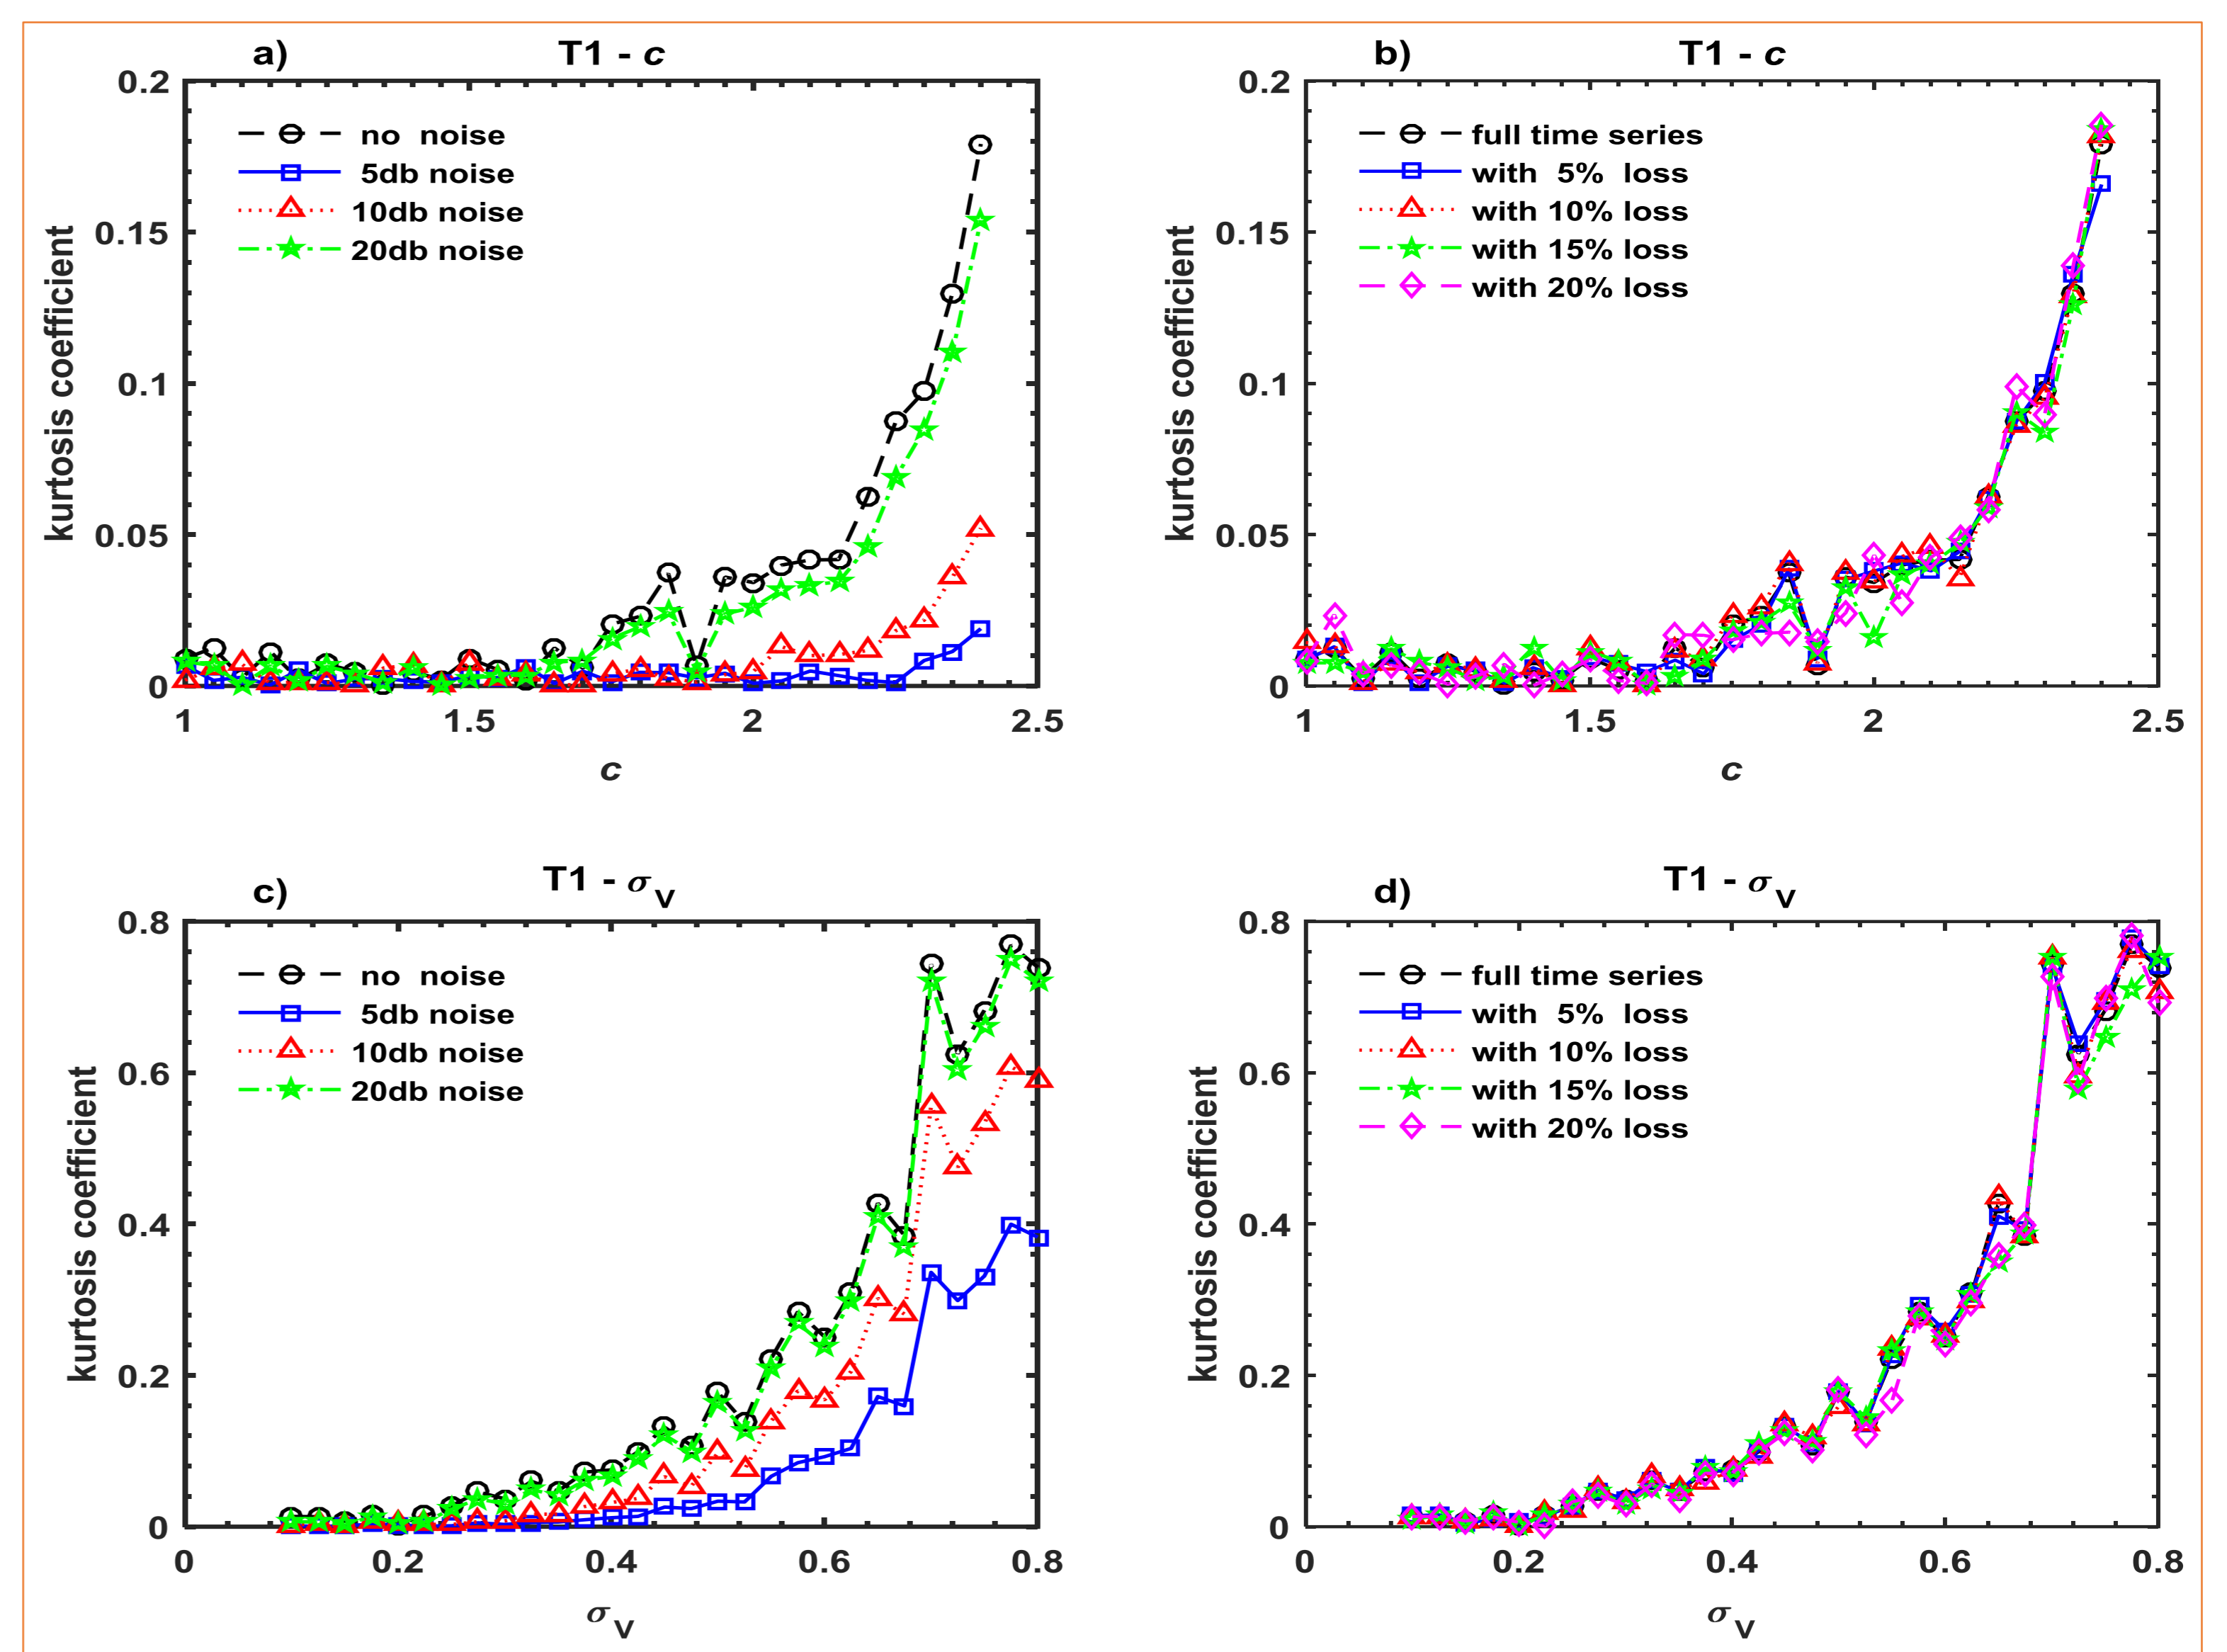 a) T1 - c
0.2
0.15
0.1
0.05
0
kurtosis coefficient
no noise
5db noise
10db noise
20db noise
1 1.5 2 2.5
c
b) T1 - c
0.2
0.15
0.1
0.05
0
kurtosis coefficient
full time series
with 5% loss
with 10% loss
with 15% loss
with 20% loss
1 1.5 2 2.5
c
c) T1 - σV
0.8
0.6
0.4
0.2
0
kurtosis coefficient
no noise
5db noise
10db noise
20db noise
0 0.2 0.4 0.6 0.8
σV
d) T1 - σV
0.8
0.6
0.4
0.2
0
kurtosis coefficient
full time series
with 5% loss
with 10% loss
with 15% loss
with 20% loss
0 0.2 0.4 0.6 0.8
σV